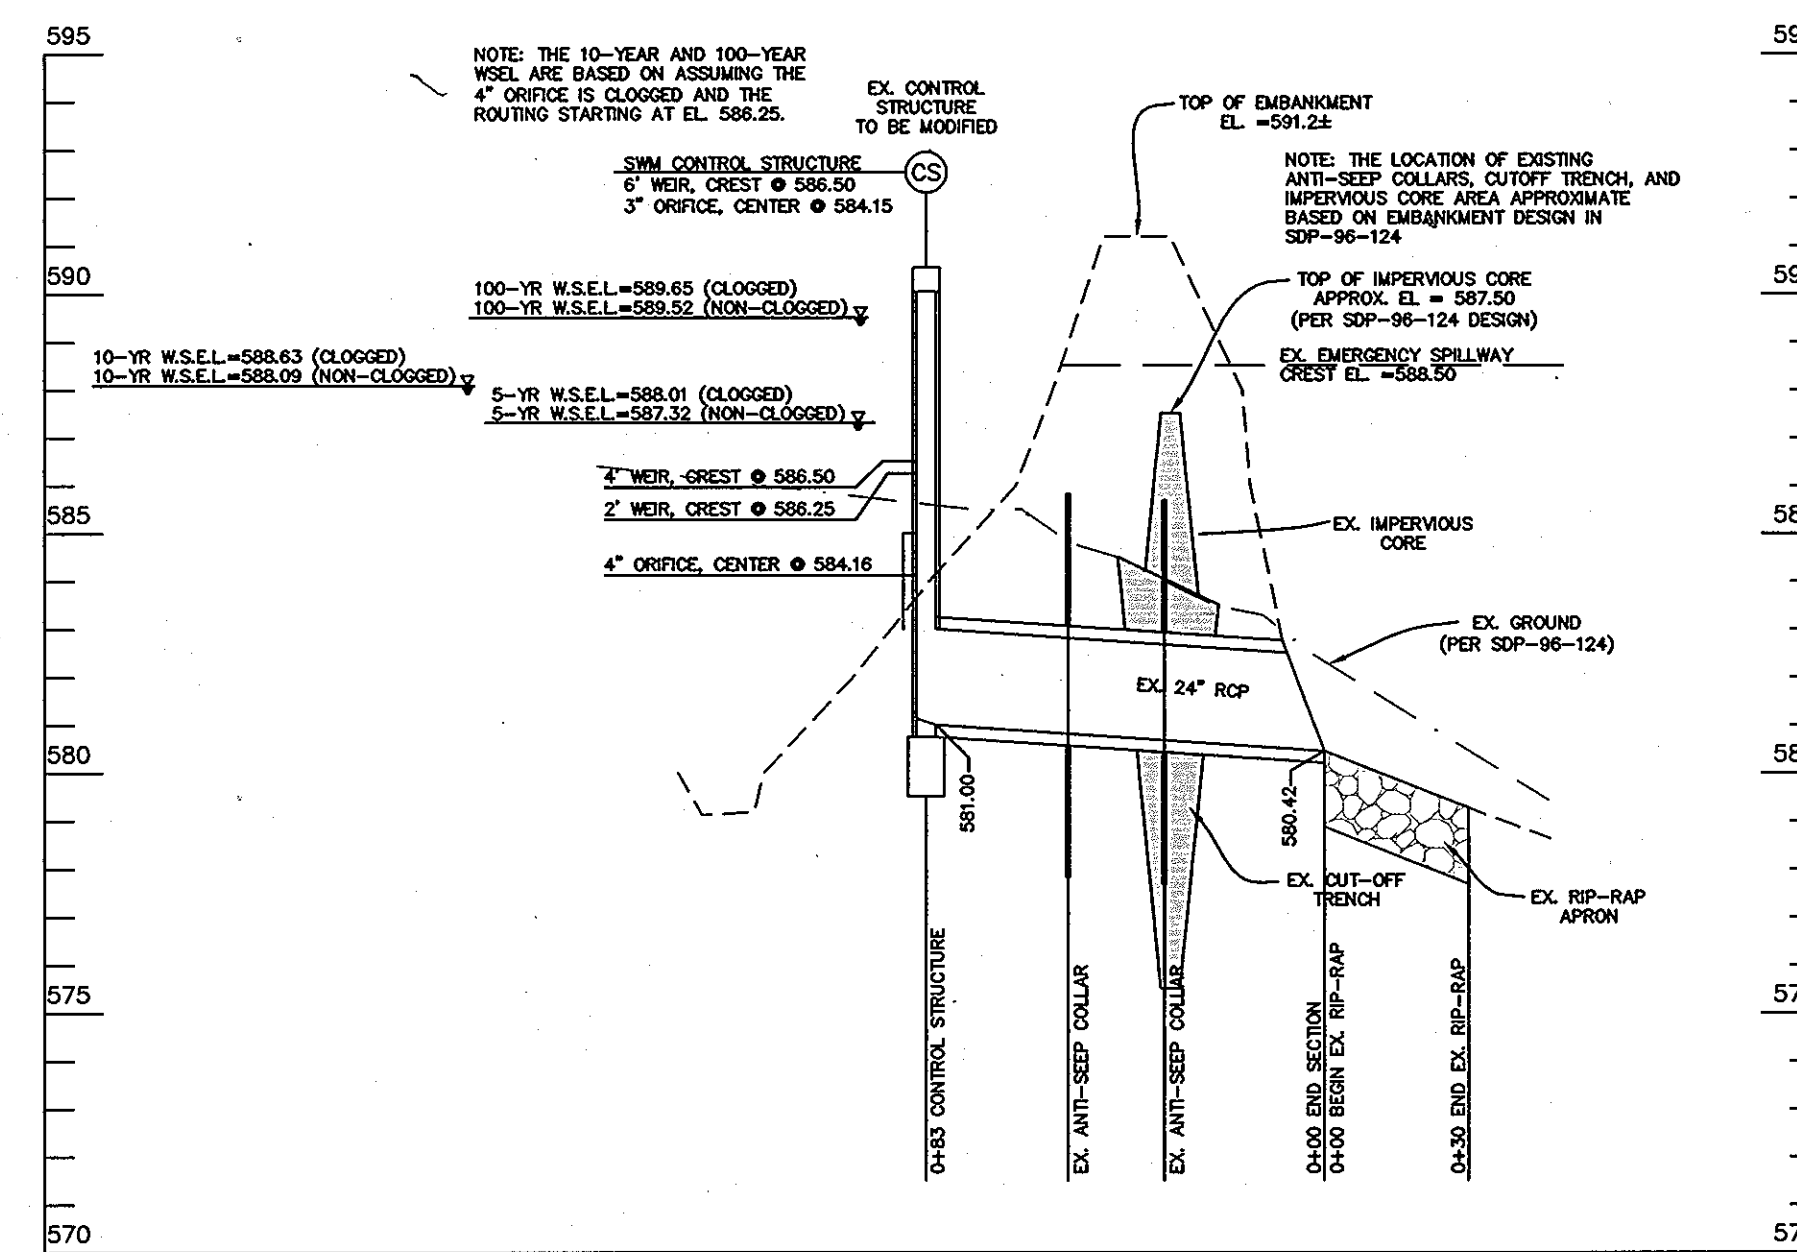 595
NOTE: THE 10-YEAR AND 100-YEAR
WSEL ARE BASED ON ASSUMING THE
4" ORIFICE IS CLOGGED AND THE
ROUTING STARTING AT EL. 586.25.
EX. CONTROL
STRUCTURE
TO BE MODIFIED
CS
SWM CONTROL STRUCTURE
6' WEIR, CREST @ 586.50
3" ORIFICE, CENTER @ 584.15
TOP OF EMBANKMENT
EL. =591.2±
NOTE: THE LOCATION OF EXISTING
ANTI-SEEP COLLARS, CUTOFF TRENCH, AND
IMPERVIOUS CORE AREA APPROXIMATE
BASED ON EMBANKMENT DESIGN IN
SDP-96-124
590
100-YR W.S.E.L.=589.65 (CLOGGED)
100-YR W.S.E.L.=589.52 (NON-CLOGGED)
TOP OF IMPERVIOUS CORE
APPROX. EL = 587.50
(PER SDP-96-124 DESIGN)
10-YR W.S.E.L.=588.63 (CLOGGED)
10-YR W.S.E.L.=588.09 (NON-CLOGGED)
EX. EMERGENCY SPILLWAY
CREST EL. =588.50
5-YR W.S.E.L.=588.01 (CLOGGED)
5-YR W.S.E.L.=587.32 (NON-CLOGGED)
4' WEIR, CREST @ 586.50
2' WEIR, CREST @ 586.25
585
EX. IMPERVIOUS
CORE
4" ORIFICE, CENTER @ 584.16
EX. GROUND
(PER SDP-96-124)
EX. 24" RCP
580
581.00
580.42
EX. CUT-OFF
TRENCH
EX. RIP-RAP
APRON
575
0+83 CONTROL STRUCTURE
EX. ANTI-SEEP COLLAR
EX. ANTI-SEEP COLLAR
0+00 END SECTION
0+00 BEGIN EX. RIP-RAP
0+30 END EX. RIP-RAP
570